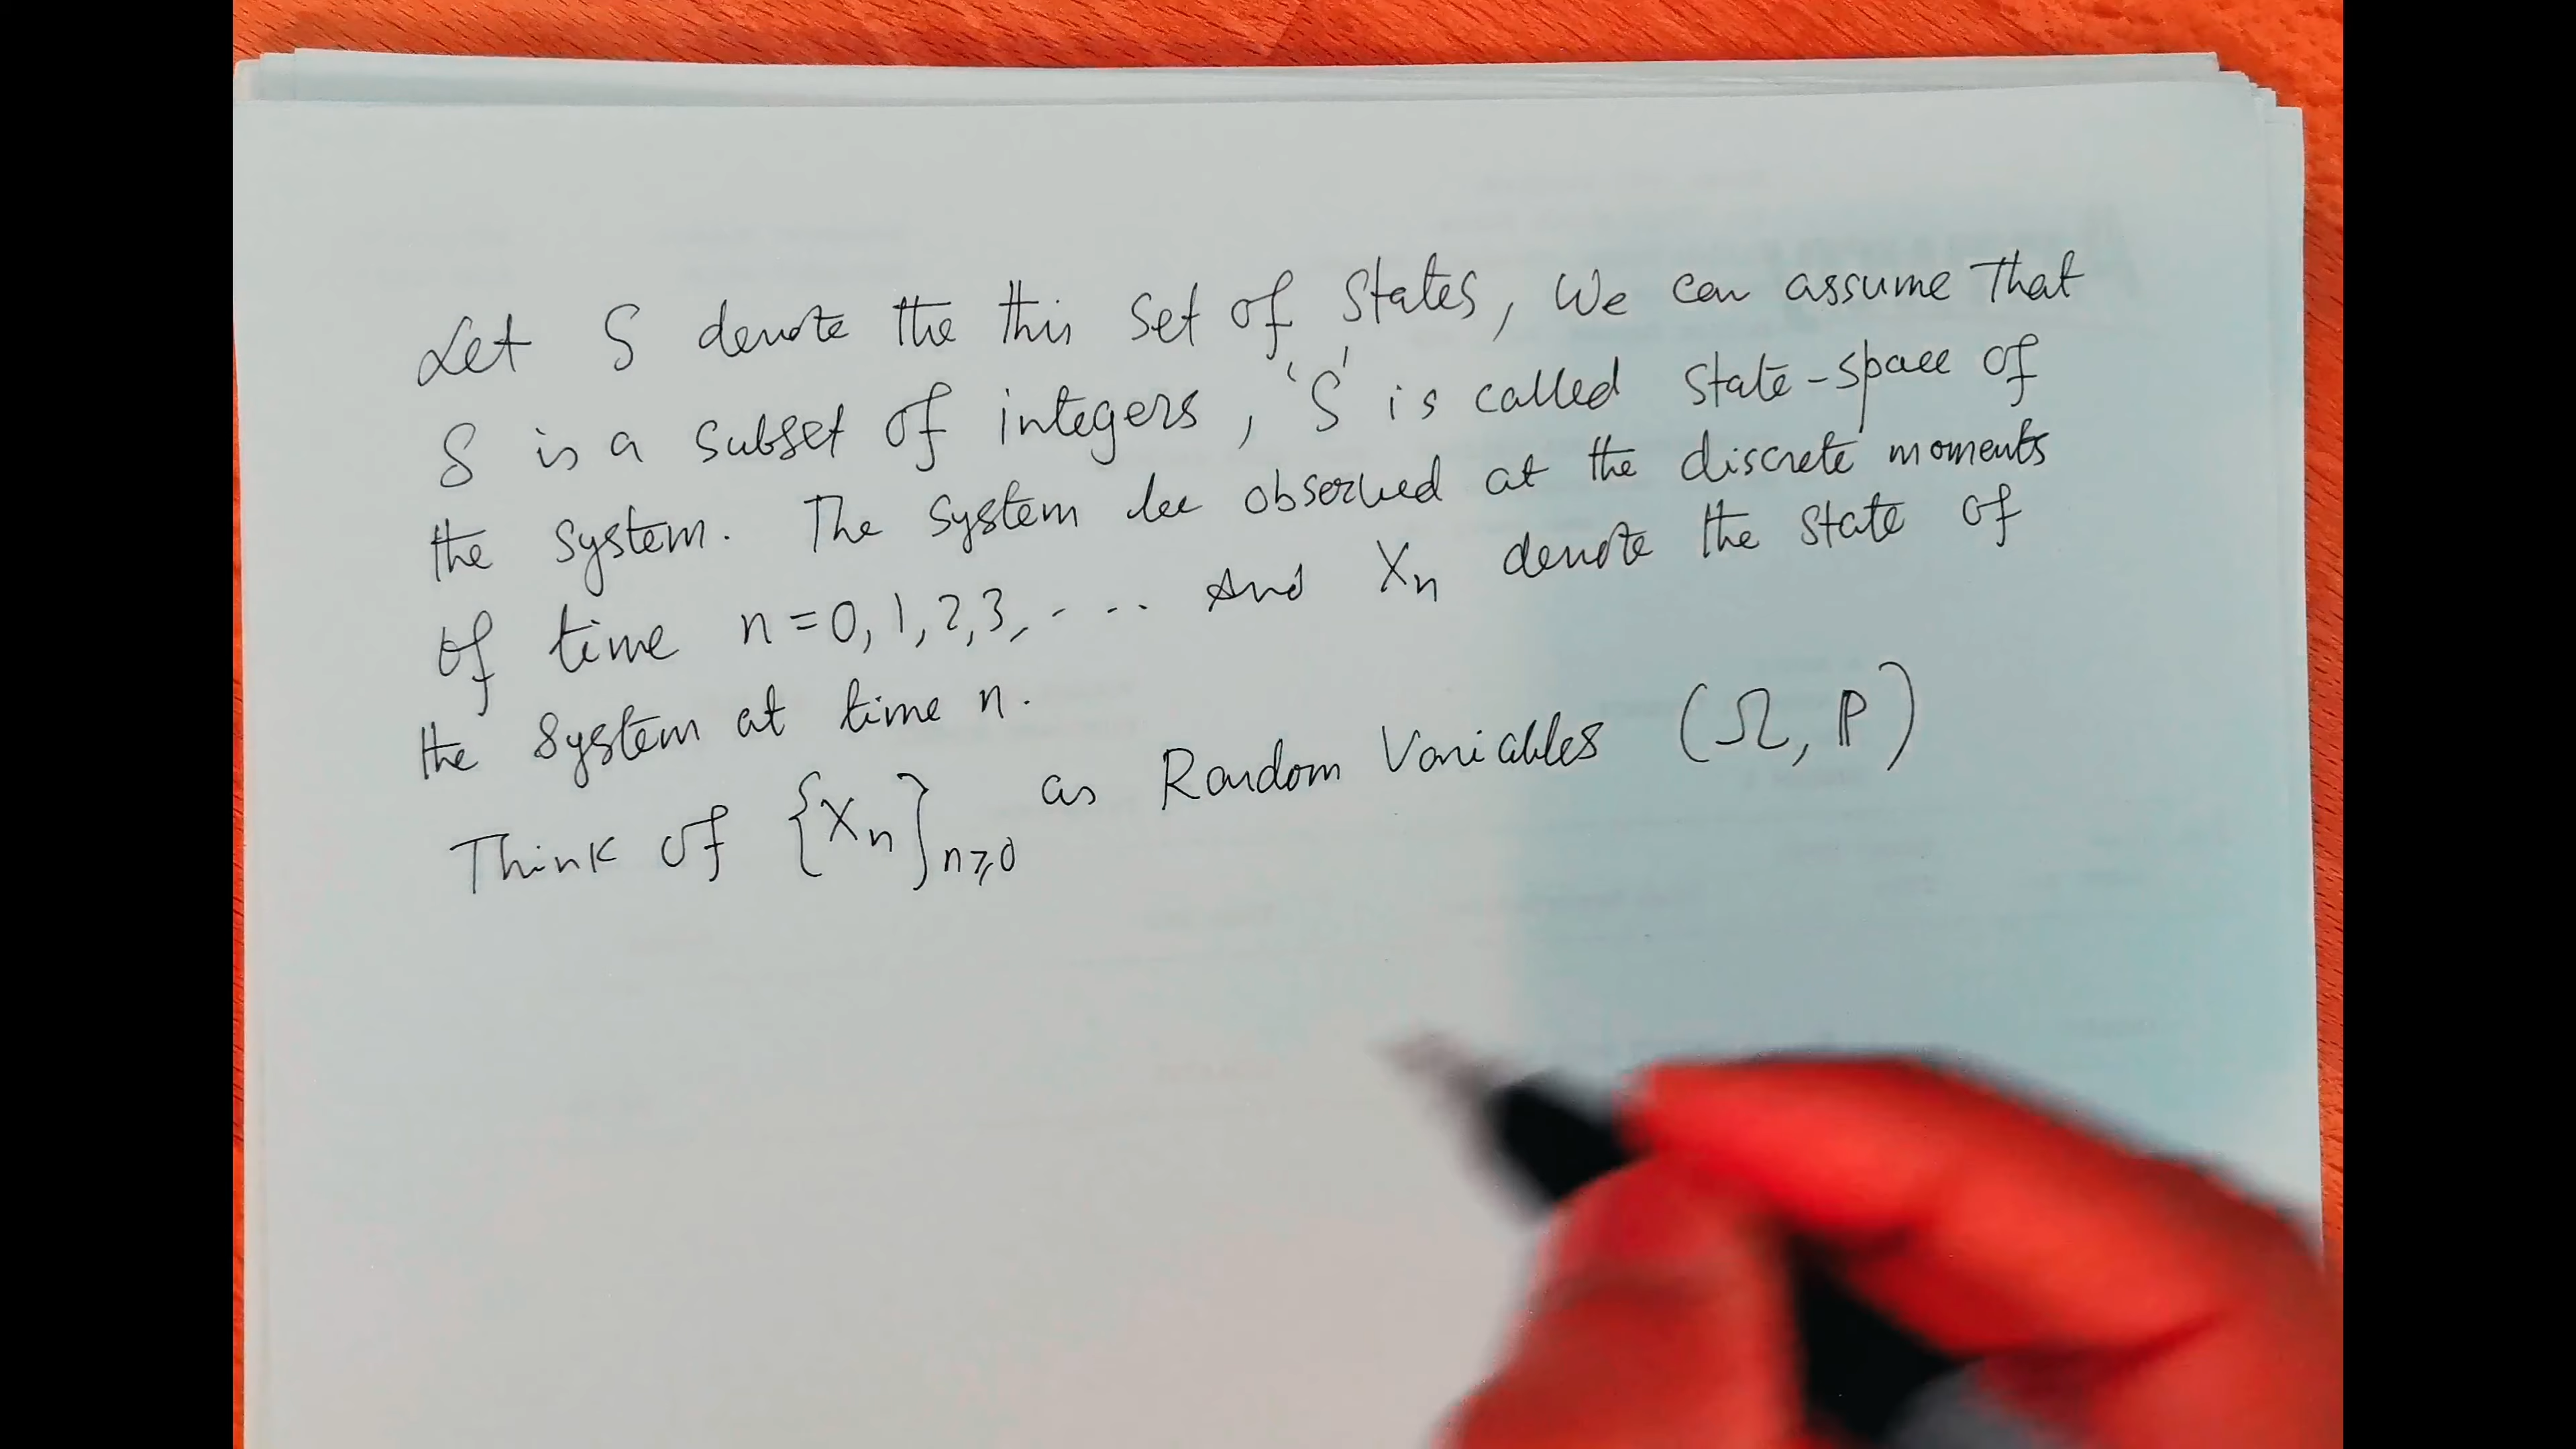 Let S denote the this set of states, We can assume that
S is a subset of integers, 'S' is called state-space of
the system. The system be observed at the discrete moments
of time n = 0, 1, 2, 3, . . . . And Xn denote the state of
the system at time n.
Think of {Xn}n≥0 as Random Variables (Ω, ℙ)